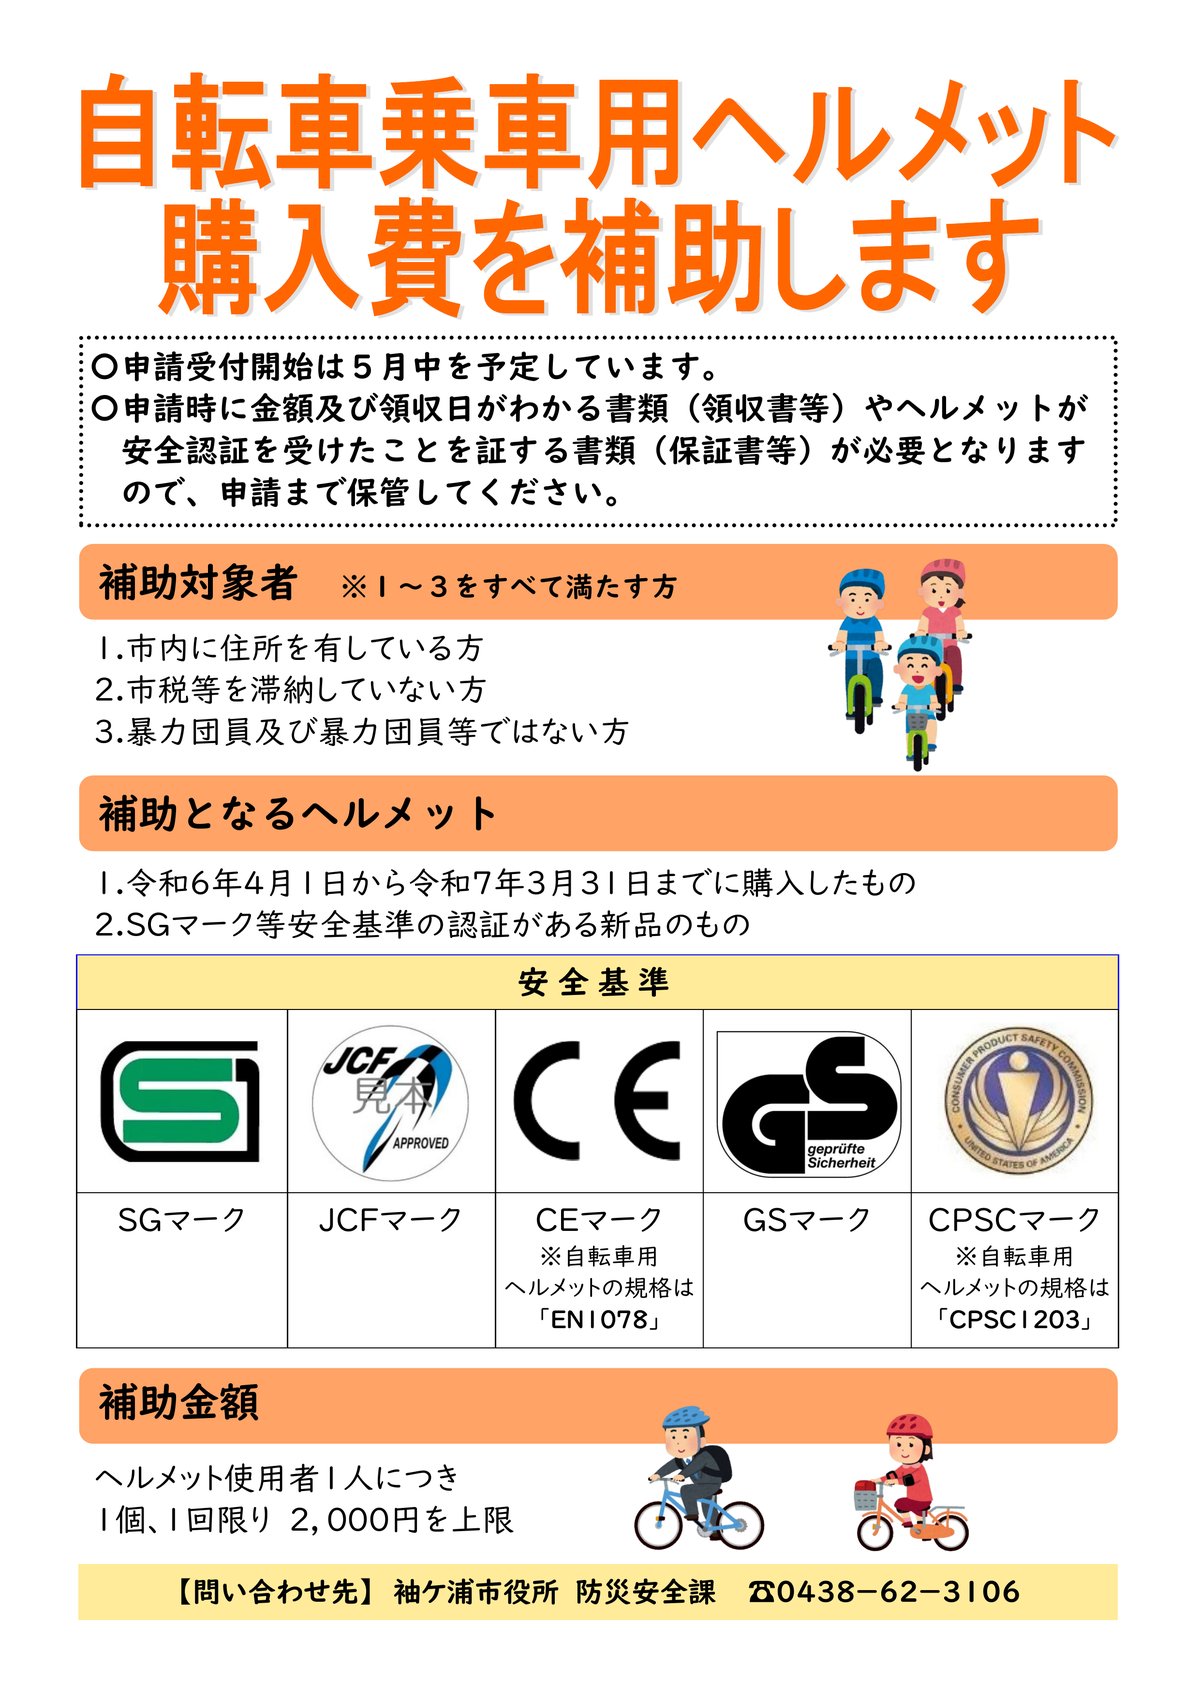 自転車乗車用ヘルメット
購入費を補助します
〇申請受付開始は５月中を予定しています。
〇申請時に金額及び領収日がわかる書類（領収書等）やヘルメットが
安全認証を受けたことを証する書類（保証書等）が必要となります
ので、申請まで保管してください。
補助対象者　※１～３をすべて満たす方
1.市内に住所を有している方
2.市税等を滞納していない方
3.暴力団員及び暴力団員等ではない方
補助となるヘルメット
1.令和6年4月1日から令和7年3月31日までに購入したもの
2.SGマーク等安全基準の認証がある新品のもの
安全基準
SG
JCF
見本
APPROVED
CE
GS
geprüfte
Sicherheit
CONSUMER PRODUCT SAFETY COMMISSION
UNITED STATES OF AMERICA
SGマーク
JCFマーク
CEマーク
※自転車用
ヘルメットの規格は
「EN1078」
GSマーク
CPSCマーク
※自転車用
ヘルメットの規格は
「CPSC1203」
補助金額
ヘルメット使用者1人につき
1個、1回限り 2,000円を上限
【問い合わせ先】 袖ケ浦市役所 防災安全課　☎0438－62－3106